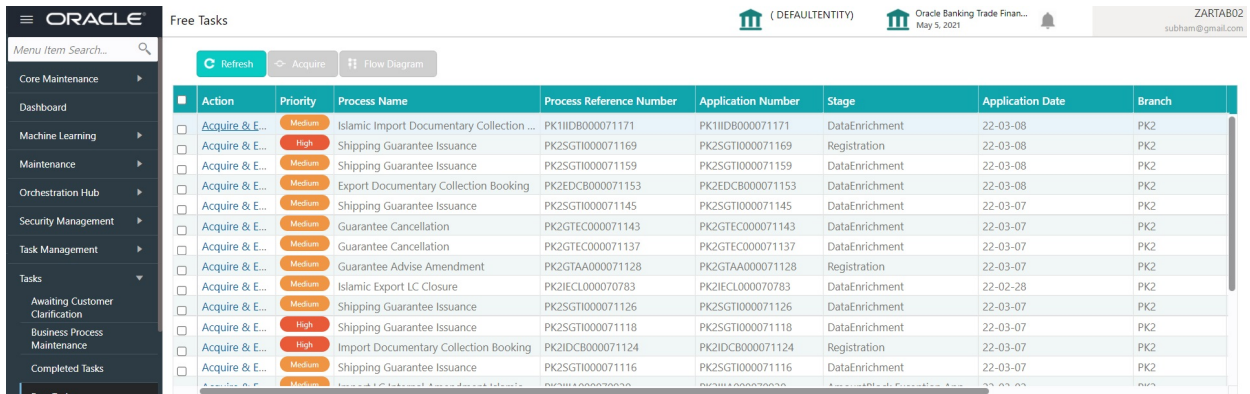 ORACLE
Free Tasks
( DEFAULTENTITY)
Oracle Banking Trade Finan...
May 5, 2021
ZARTAB02
subham@gmail.com
Menu Item Search...
Core Maintenance
Dashboard
Machine Learning
Maintenance
Orchestration Hub
Security Management
Task Management
Tasks
Awaiting Customer
Clarification
Business Process
Maintenance
Completed Tasks
Refresh
Acquire
Flow Diagram
Action Priority Process Name Process Reference Number Application Number Stage Application Date Branch
Acquire & E... Medium Islamic Import Documentary Collection ... PK1IIDB000071171 PK1IIDB000071171 DataEnrichment 22-03-08 PK2
Acquire & E... High Shipping Guarantee Issuance PK2SGTI000071169 PK2SGTI000071169 Registration 22-03-08 PK2
Acquire & E... Medium Shipping Guarantee Issuance PK2SGTI000071159 PK2SGTI000071159 DataEnrichment 22-03-08 PK2
Acquire & E... Medium Export Documentary Collection Booking PK2EDCB000071153 PK2EDCB000071153 DataEnrichment 22-03-08 PK2
Acquire & E... Medium Shipping Guarantee Issuance PK2SGTI000071145 PK2SGTI000071145 DataEnrichment 22-03-07 PK2
Acquire & E... Medium Guarantee Cancellation PK2GTEC000071143 PK2GTEC000071143 DataEnrichment 22-03-07 PK2
Acquire & E... Medium Guarantee Cancellation PK2GTEC000071137 PK2GTEC000071137 DataEnrichment 22-03-07 PK2
Acquire & E... Medium Guarantee Advise Amendment PK2GTAA000071128 PK2GTAA000071128 Registration 22-03-07 PK2
Acquire & E... Medium Islamic Export LC Closure PK2IECL000070783 PK2IECL000070783 DataEnrichment 22-02-28 PK2
Acquire & E... Medium Shipping Guarantee Issuance PK2SGTI000071126 PK2SGTI000071126 DataEnrichment 22-03-07 PK2
Acquire & E... High Shipping Guarantee Issuance PK2SGTI000071118 PK2SGTI000071118 DataEnrichment 22-03-07 PK2
Acquire & E... High Import Documentary Collection Booking PK2IDCB000071124 PK2IDCB000071124 Registration 22-03-07 PK2
Acquire & E... Medium Shipping Guarantee Issuance PK2SGTI000071116 PK2SGTI000071116 DataEnrichment 22-03-07 PK2